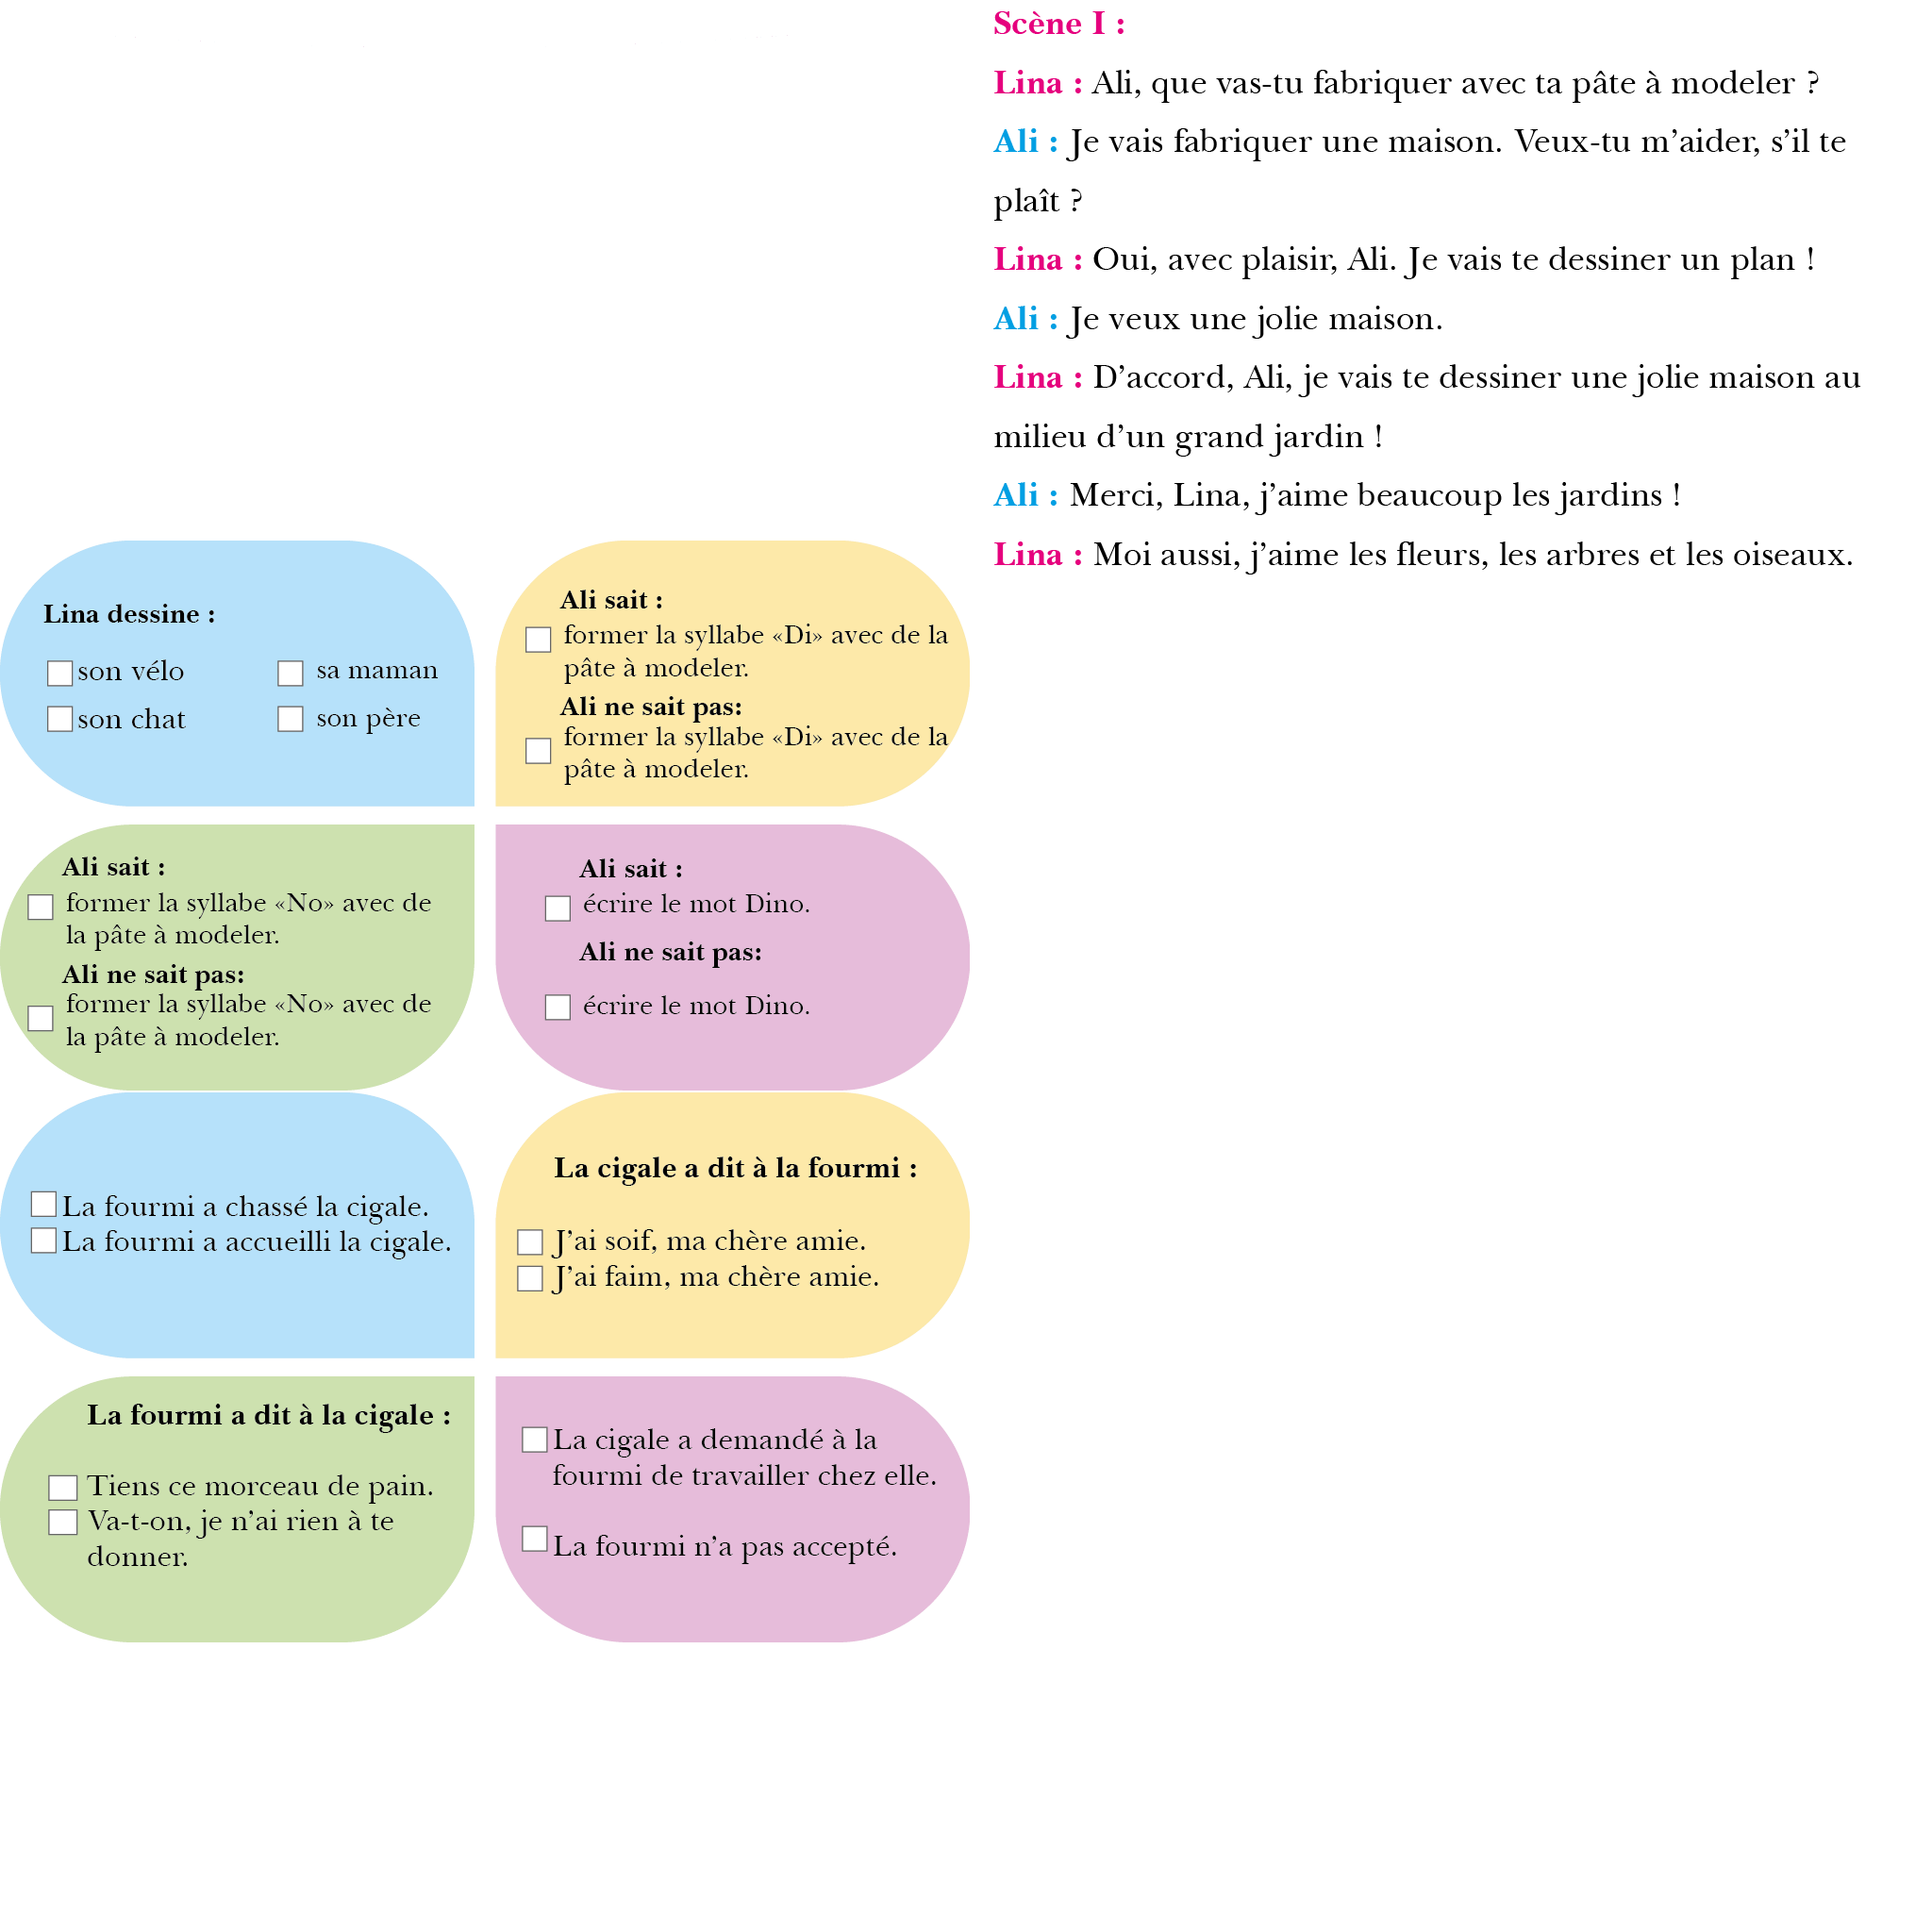 Scène I :
Lina : Ali, que vas-tu fabriquer avec ta pâte à modeler ?
Ali : Je vais fabriquer une maison. Veux-tu m’aider, s’il te
plaît ?
Lina : Oui, avec plaisir, Ali. Je vais te dessiner un plan !
Ali : Je veux une jolie maison.
Lina : D’accord, Ali, je vais te dessiner une jolie maison au
milieu d’un grand jardin !
Ali : Merci, Lina, j’aime beaucoup les jardins !
Lina : Moi aussi, j’aime les fleurs, les arbres et les oiseaux.
Lina dessine :
son vélo
sa maman
son chat
son père
Ali sait :
former la syllabe «Di» avec de la
pâte à modeler.
Ali ne sait pas:
former la syllabe «Di» avec de la
pâte à modeler.
Ali sait :
former la syllabe «No» avec de
la pâte à modeler.
Ali ne sait pas:
former la syllabe «No» avec de
la pâte à modeler.
Ali sait :
écrire le mot Dino.
Ali ne sait pas:
écrire le mot Dino.
La fourmi a chassé la cigale.
La fourmi a accueilli la cigale.
La cigale a dit à la fourmi :
J’ai soif, ma chère amie.
J’ai faim, ma chère amie.
La fourmi a dit à la cigale :
Tiens ce morceau de pain.
Va-t-on, je n’ai rien à te
donner.
La cigale a demandé à la
fourmi de travailler chez elle.
La fourmi n’a pas accepté.